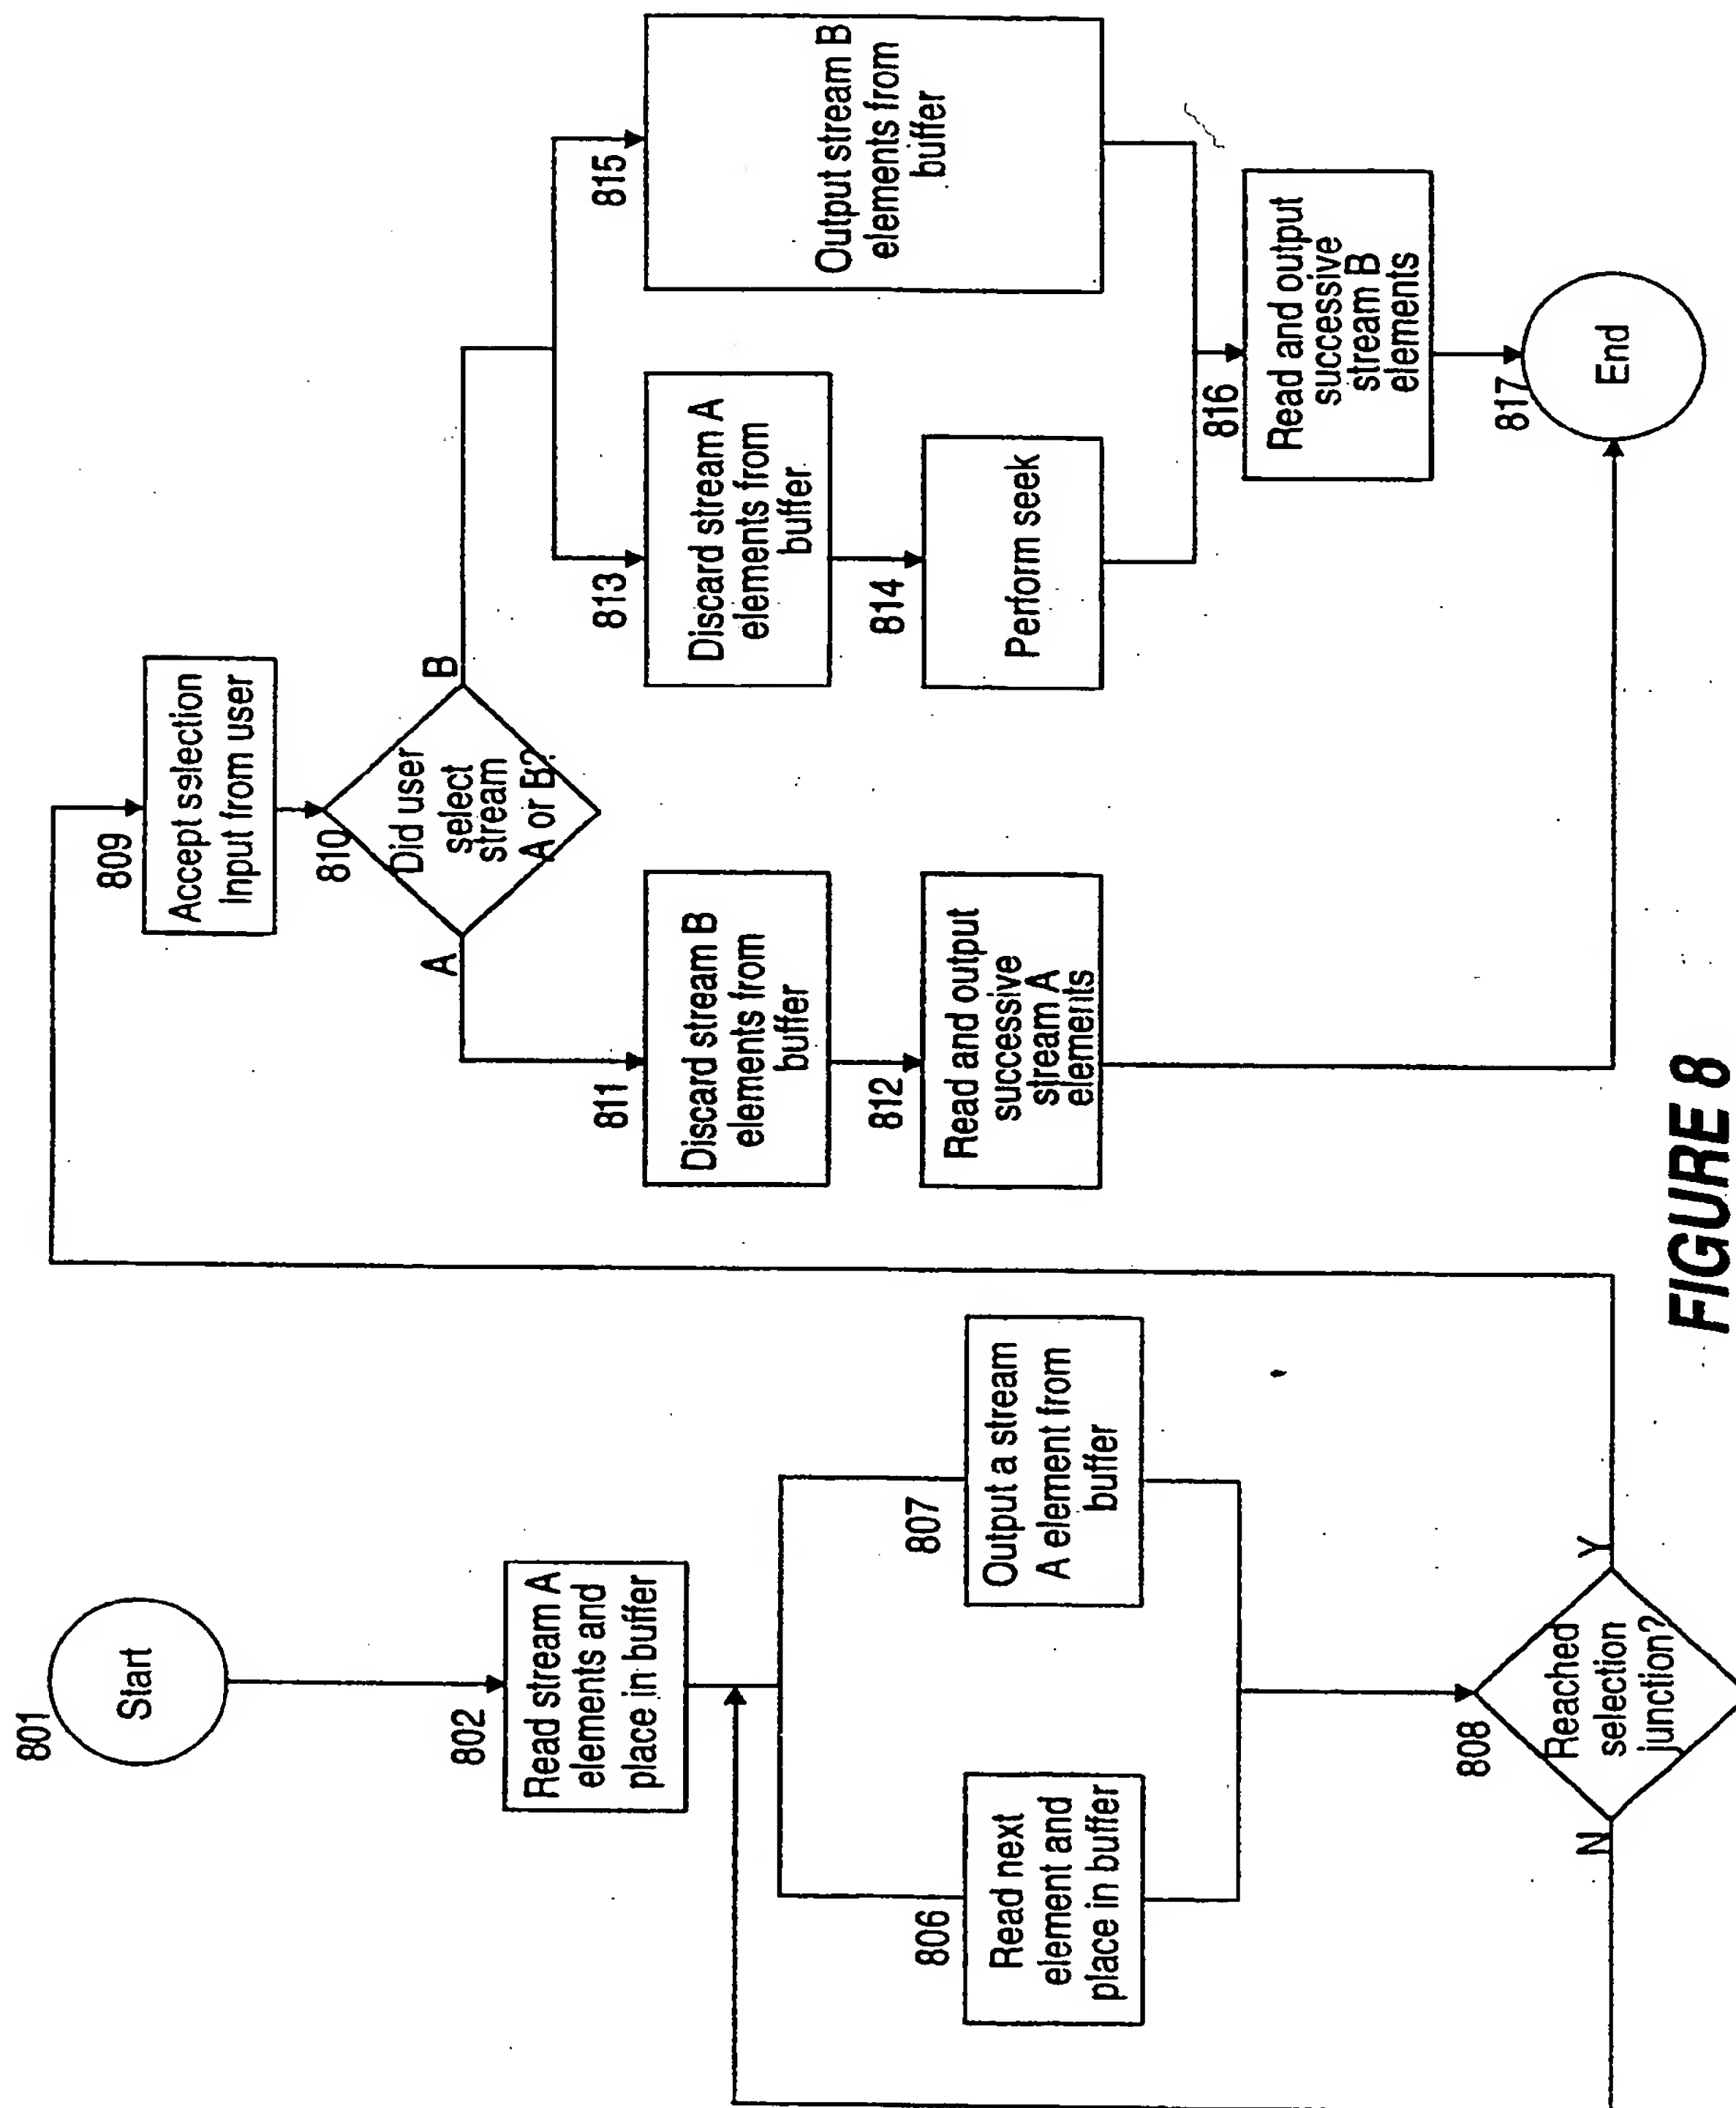 801
Start
802
Read stream A
elements and
place in buffer
806
Read next
element and
place in buffer
807
Output a stream
A element from
buffer
808
Reached
selection
junction?
N
Y
809
Accept selection
Input from user
810
Did user
select
stream
A or B?
A
B
811
Discard stream B
elements from
buffer
812
Read and output
successive
stream A
elements
813
Discard stream A
elements from
buffer
814
Perform seek
815
Output stream B
elements from
buffer
816
Read and output
successive
stream B
elements
817
End
FIGURE 8